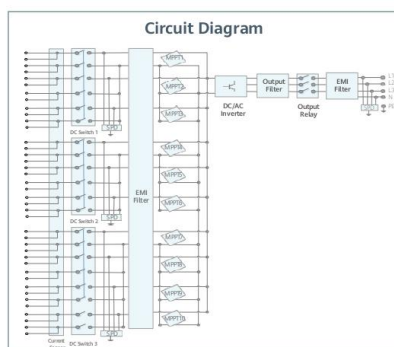 Circuit Diagram
MPPT1
MPPT2
MPPT3
SPD
DC Switch 1
MPPT4
MPPT5
MPPT6
SPD
DC Switch 2
EMI
Filter
MPPT7
MPPT8
MPPT9
MPPT10
SPD
DC Switch 3
Current
DC/AC
Inverter
Output
Filter
Output
Relay
EMI
Filter
SPD
L1
L2
L3
N
PE